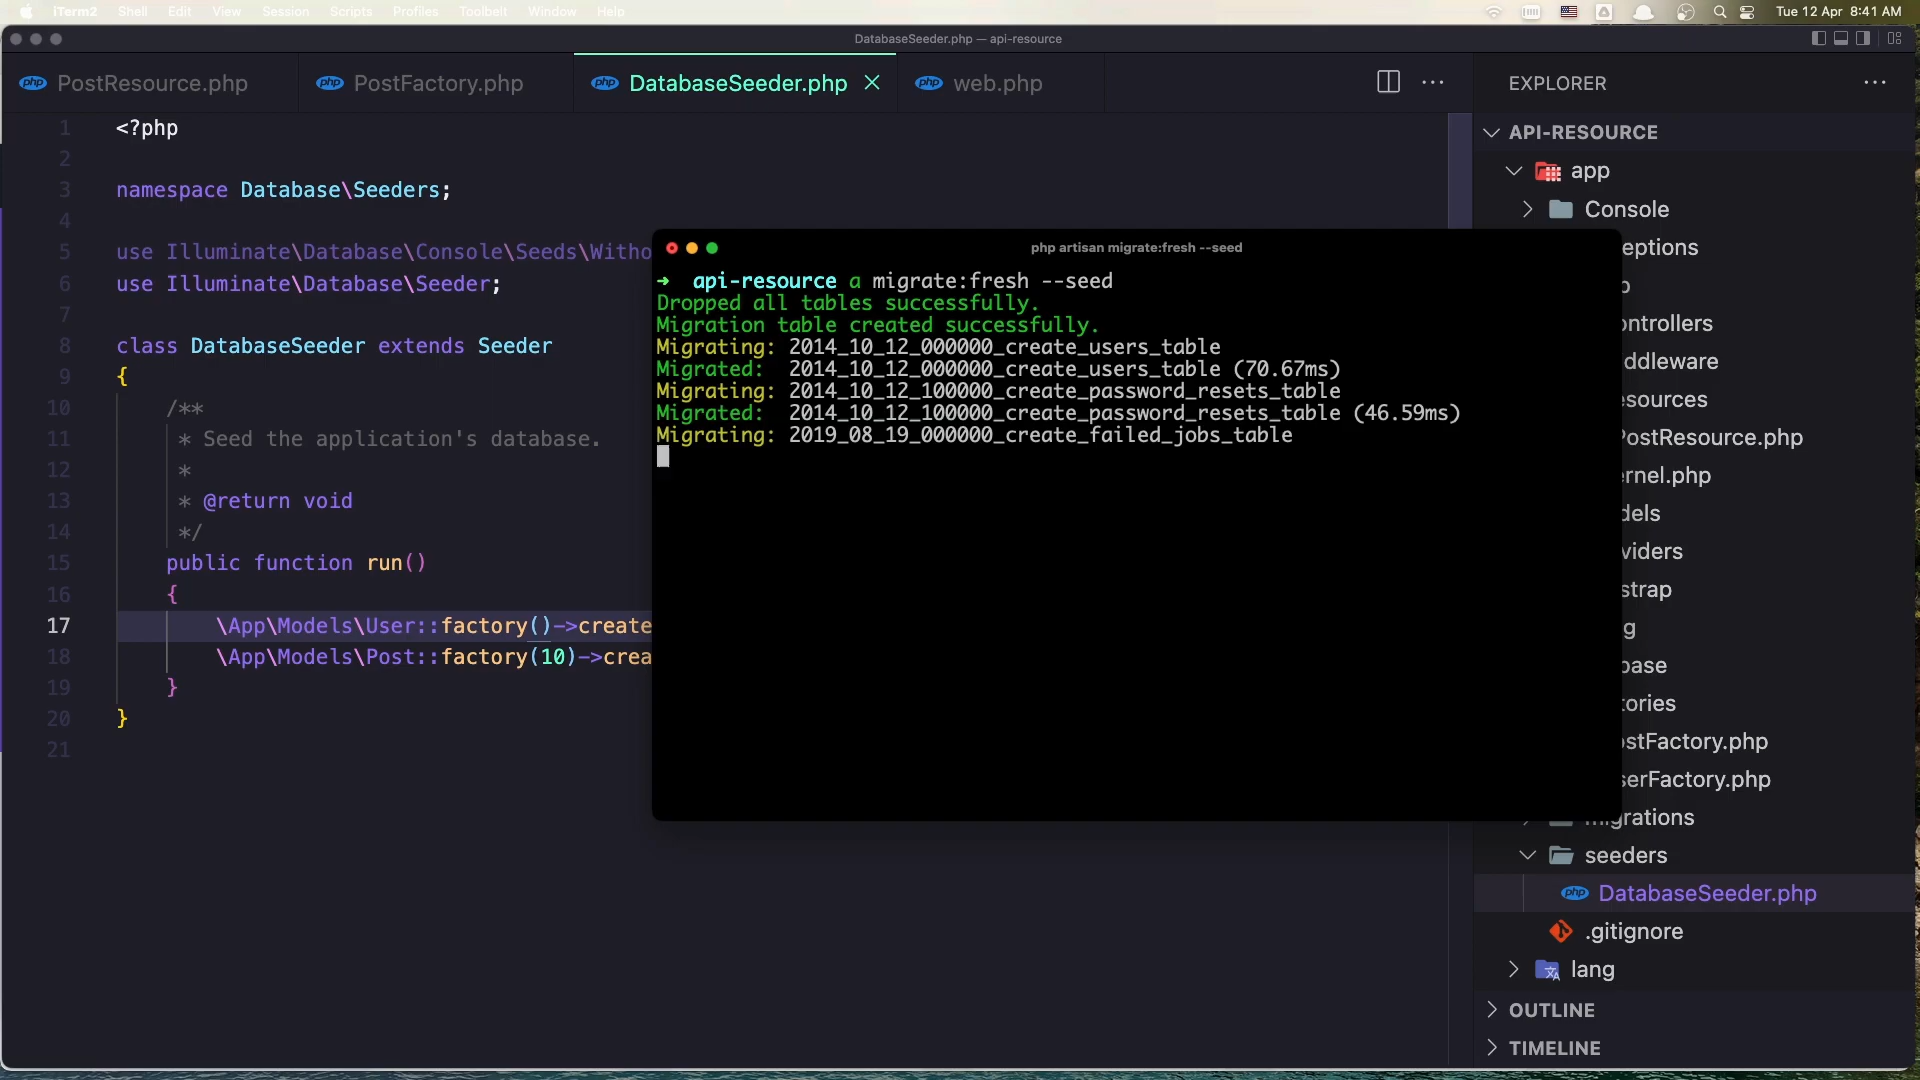 iTerm2 Shell Edit View Session Scripts Profiles Toolbelt Window Help
Tue 12 Apr 8:41 AM
DatabaseSeeder.php — api-resource
PostResource.php
PostFactory.php
DatabaseSeeder.php
web.php
EXPLORER
1 <?php
2
3 namespace Database\Seeders;
4
5 use Illuminate\Database\Console\Seeds\Witho
6 use Illuminate\Database\Seeder;
7
8 class DatabaseSeeder extends Seeder
9 {
10 /**
11 * Seed the application's database.
12 *
13 * @return void
14 */
15 public function run()
16 {
17 \App\Models\User::factory()->create
18 \App\Models\Post::factory(10)->crea
19 }
20 }
21
php artisan migrate:fresh --seed
➜ api-resource a migrate:fresh --seed
Dropped all tables successfully.
Migration table created successfully.
Migrating: 2014_10_12_000000_create_users_table
Migrated: 2014_10_12_000000_create_users_table (70.67ms)
Migrating: 2014_10_12_100000_create_password_resets_table
Migrated: 2014_10_12_100000_create_password_resets_table (46.59ms)
Migrating: 2019_08_19_000000_create_failed_jobs_table
API-RESOURCE
app
Console
eptions
p
ontrollers
ddleware
sources
PostResource.php
rnel.php
dels
viders
strap
g
base
tories
ostFactory.php
serFactory.php
migrations
seeders
DatabaseSeeder.php
.gitignore
lang
OUTLINE
TIMELINE